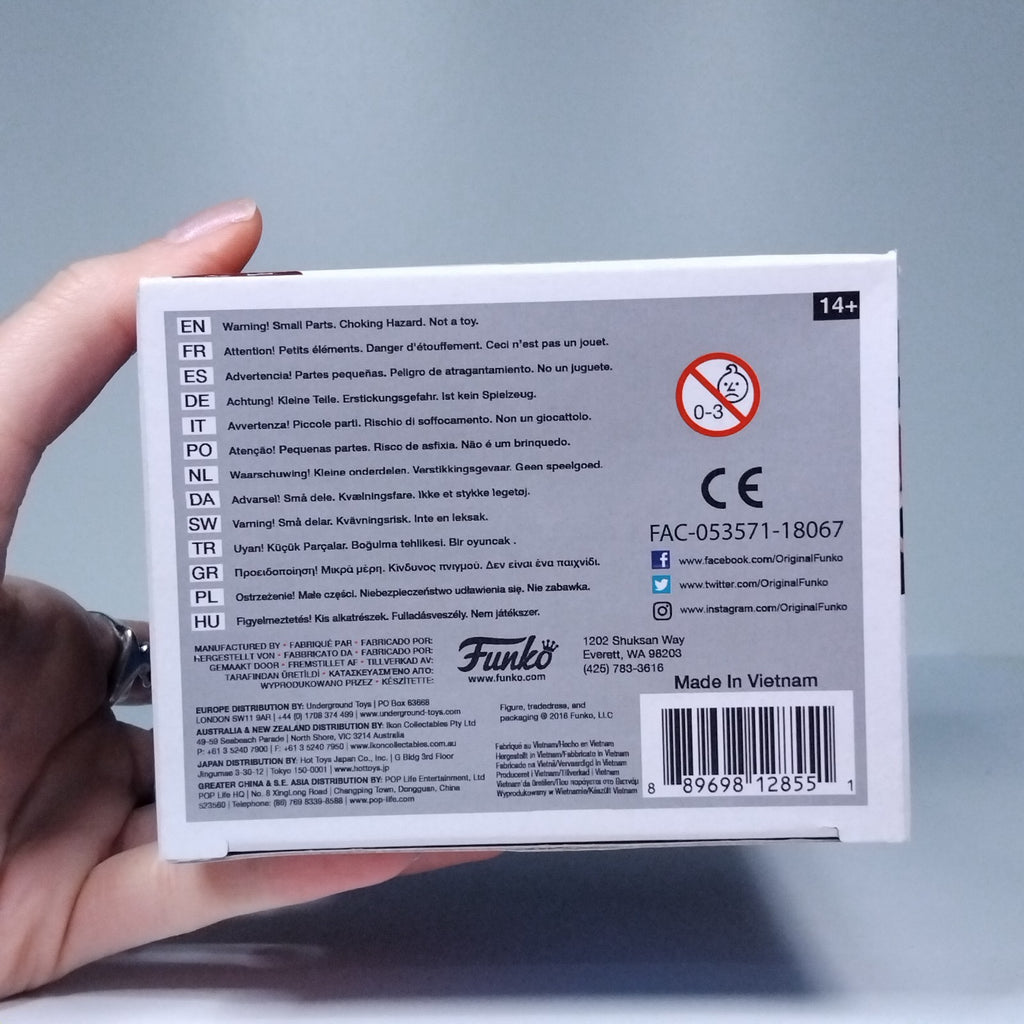 14+
EN Warning! Small Parts. Choking Hazard. Not a toy.
FR Attention! Petits éléments. Danger d'étouffement. Ceci n'est pas un jouet.
ES Advertencia! Partes pequeñas. Peligro de atragantamiento. No un juguete.
DE Achtung! Kleine Teile. Erstickungsgefahr. Ist kein Spielzeug.
IT Avvertenza! Piccole parti. Rischio di soffocamento. Non un giocattolo.
PO Atenção! Pequenas partes. Risco de asfixia. Não é um brinquedo.
NL Waarschuwing! Kleine onderdelen. Verstikkingsgevaar. Geen speelgoed.
DA Advarsel! Små dele. Kvælningsfare. Ikke et stykke legetøj.
SW Varning! Små delar. Kvävningsrisk. Inte en leksak.
TR Uyan! Küçük Parçalar. Boğulma tehlikesi. Bir oyuncak .
GR Προειδοποίηση! Μικρά μέρη. Κίνδυνος πνιγμού. Δεν είναι ένα παιχνίδι.
PL Ostrzeżenie! Małe części. Niebezpieczeństwo udławienia się. Nie zabawka.
HU Figyelmeztetés! Kis alkatrészek. Fulladásveszély. Nem játékszer.
0-3
CE
FAC-053571-18067
www.facebook.com/OriginalFunko
www.twitter.com/OriginalFunko
www.instagram.com/OriginalFunko
MANUFACTURED BY • FABRIQUÉ PAR • FABRICADO POR:
HERGESTELLT VON • FABBRICATO DA • FABRICADO POR:
GEMAAKT DOOR • FREMSTILLET AF • TILLVERKAD AV:
TARAFINDAN ÜRETİLDİ • ΚΑΤΑΣΚΕΥΑΣΜΕΝΟ ΑΠΟ:
WYPRODUKOWANO PRZEZ • KÉSZÍTETTE:
Funko
www.funko.com
1202 Shuksan Way
Everett, WA 98203
(425) 783-3616
Made In Vietnam
EUROPE DISTRIBUTION BY: Underground Toys | PO Box 63668
LONDON SW11 9AR | +44 (0) 1708 374 499 | www.underground-toys.com
AUSTRALIA & NEW ZEALAND DISTRIBUTION BY: Ikon Collectables Pty Ltd
49-59 Seabeach Parade | North Shore, VIC 3214 Australia
P: +61 3 5240 7900 | F: +61 3 5240 7950 | www.ikoncollectables.com.au
JAPAN DISTRIBUTION BY: Hot Toys Japan Co., Inc. | G Bldg 3rd Floor
Jingumae 3-30-12 | Tokyo 150-0001 | www.hottoys.jp
GREATER CHINA & S.E. ASIA DISTRIBUTION BY: POP Life Entertainment, Ltd
POP Life HQ | No. 8 XingLong Road | Changping Town, Dongguan, China
523560 | Telephone: (86) 769 8339-8588 | www.pop-life.com
Figure, tradedress, and
packaging © 2016 Funko, LLC
Fabriqué au Vietnam/Hecho en Vietnam
Hergestellt in Vietnam/Fabbricato in Vietnam
Fabricado na Vietnã/Vervaardigd in Vietnam
Produceret i Vietnam/Tillverkad i Vietnam
Vietnam'da üretilen/Που παράγεται στο Βιετνάμ
Wyprodukowany w Wietnamie/Készült Vietnam
8 89698 12855 1